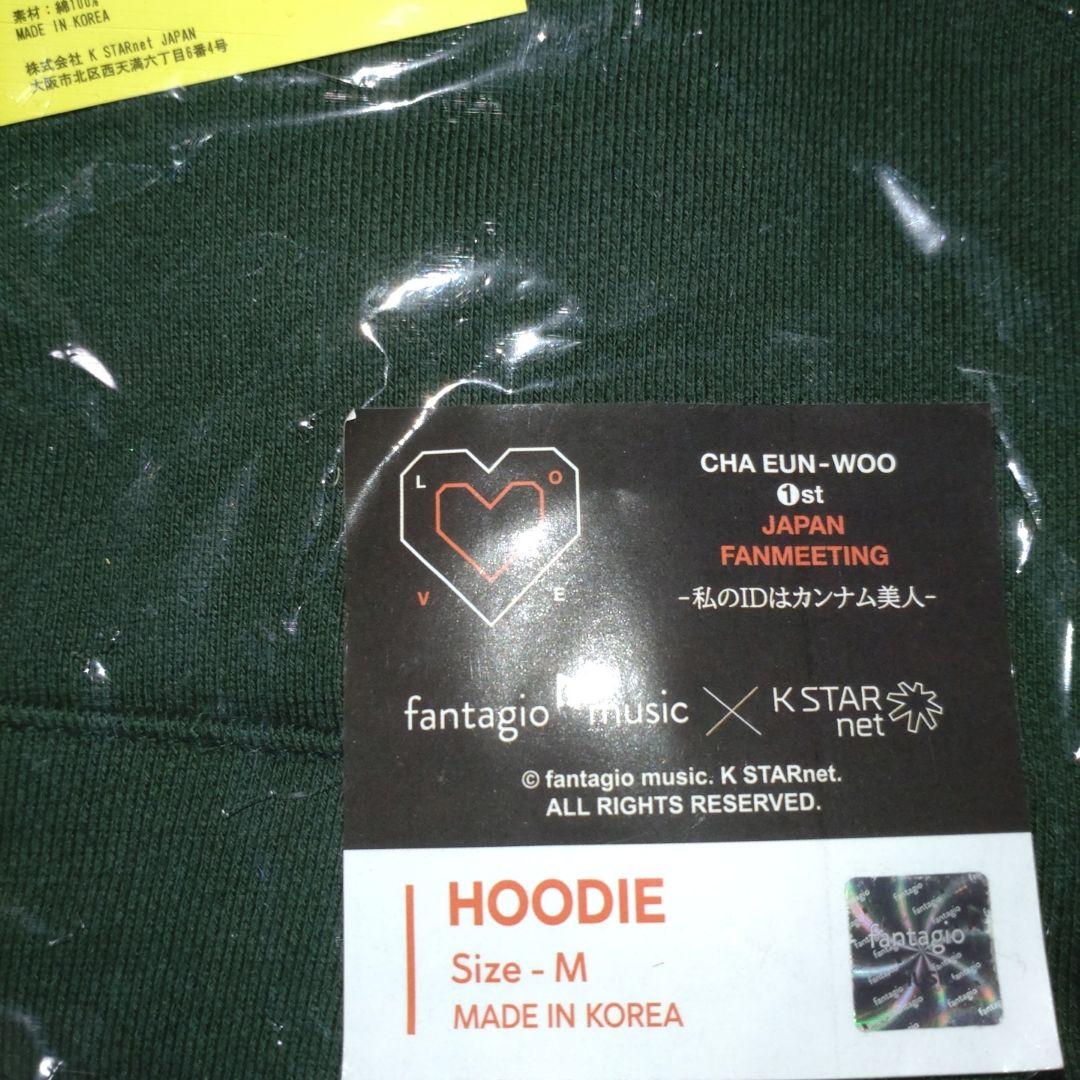 素材:綿100%
MADE IN KOREA
株式会社 K STARnet JAPAN
大阪市北区西天満六丁目6番4号
L O
V E
CHA EUN-WOO
1st
JAPAN
FANMEETING
-私のIDはカンナム美人-
fantagio music
K STAR
net
© fantagio music. K STARnet.
ALL RIGHTS RESERVED.
HOODIE
Size - M
MADE IN KOREA
fantagio